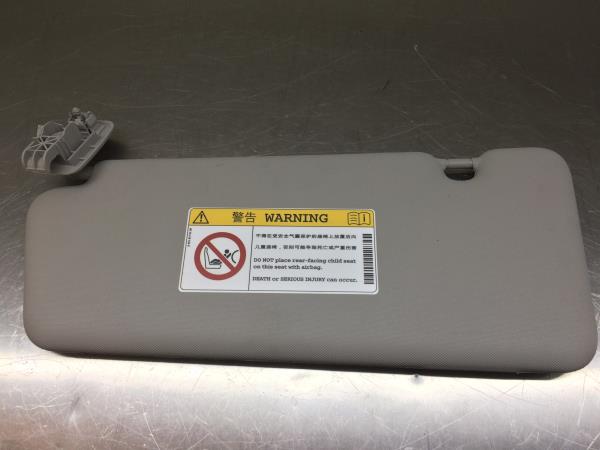 警告 WARNING
不得在受安全气囊保护的座椅上放置后向
儿童座椅，否则可能导致死亡或严重伤害
DO NOT place rear-facing child seat
on this seat with airbag.
DEATH or SERIOUS INJURY can occur.